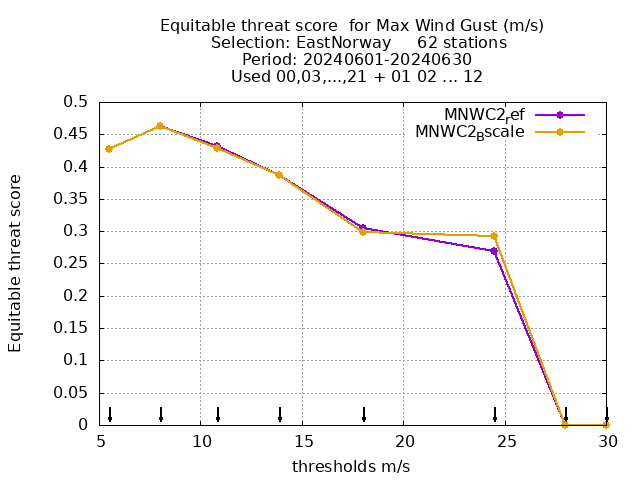 Equitable threat score  for Max Wind Gust (m/s)
Selection: EastNorway     62 stations
Period: 20240601-20240630
Used 00,03,...,21 + 01 02 ... 12
MNWC2ref
MNWC2Bscale
0.5
0.45
0.4
0.35
0.3
0.25
0.2
0.15
0.1
0.05
0
Equitable threat score
5 10 15 20 25 30
thresholds m/s